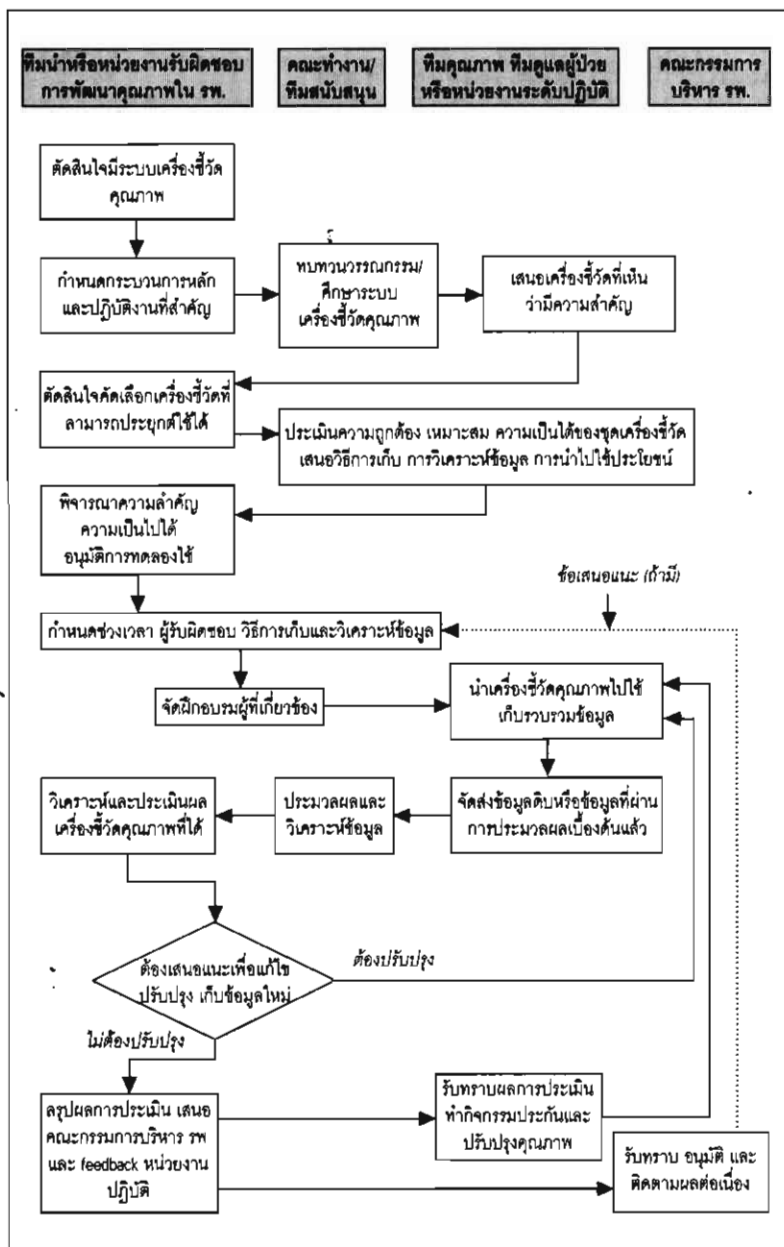 ทีมนำหรือหน่วยงานรับผิดชอบ
การพัฒนาคุณภาพใน รพ.
คณะทำงาน/
ทีมสนับสนุน
ทีมคุณภาพ ทีมดูแลผู้ป่วย
หรือหน่วยงานระดับปฏิบัติ
คณะกรรมการ
บริหาร รพ.
ตัดสินใจมีระบบเครื่องชี้วัด
คุณภาพ
กำหนดกระบวนการหลัก
และปฏิบัติงานที่สำคัญ
ทบทวนวรรณกรรม/
ศึกษาระบบ
เครื่องชี้วัดคุณภาพ
เสนอเครื่องชี้วัดที่เห็น
ว่ามีความสำคัญ
ตัดสินใจคัดเลือกเครื่องชี้วัดที่
สามารถประยุกต์ใช้ได้
ประเมินความถูกต้อง เหมาะสม ความเป็นได้ของชุดเครื่องชี้วัด
เสนอวิธีการเก็บ การวิเคราะห์ข้อมูล การนำไปใช้ประโยชน์
พิจารณาความสำคัญ
ความเป็นไปได้
อนุมัติการทดลองใช้
ข้อเสนอแนะ (ถ้ามี)
กำหนดช่วงเวลา ผู้รับผิดชอบ วิธีการเก็บและวิเคราะห์ข้อมูล
จัดฝึกอบรมผู้ที่เกี่ยวข้อง
นำเครื่องชี้วัดคุณภาพไปใช้
เก็บรวบรวมข้อมูล
วิเคราะห์และประเมินผล
เครื่องชี้วัดคุณภาพที่ได้
ประมวลผลและ
วิเคราะห์ข้อมูล
จัดส่งข้อมูลดิบหรือข้อมูลที่ผ่าน
การประมวลผลเบื้องต้นแล้ว
ต้องเสนอแนะเพื่อแก้ไข
ปรับปรุง เก็บข้อมูลใหม่
ต้องปรับปรุง
ไม่ต้องปรับปรุง
สรุปผลการประเมิน เสนอ
คณะกรรมการบริหาร รพ
และ feedback หน่วยงาน
ปฏิบัติ
รับทราบผลการประเมิน
ทำกิจกรรมประกันและ
ปรับปรุงคุณภาพ
รับทราบ อนุมัติ และ
ติดตามผลต่อเนื่อง